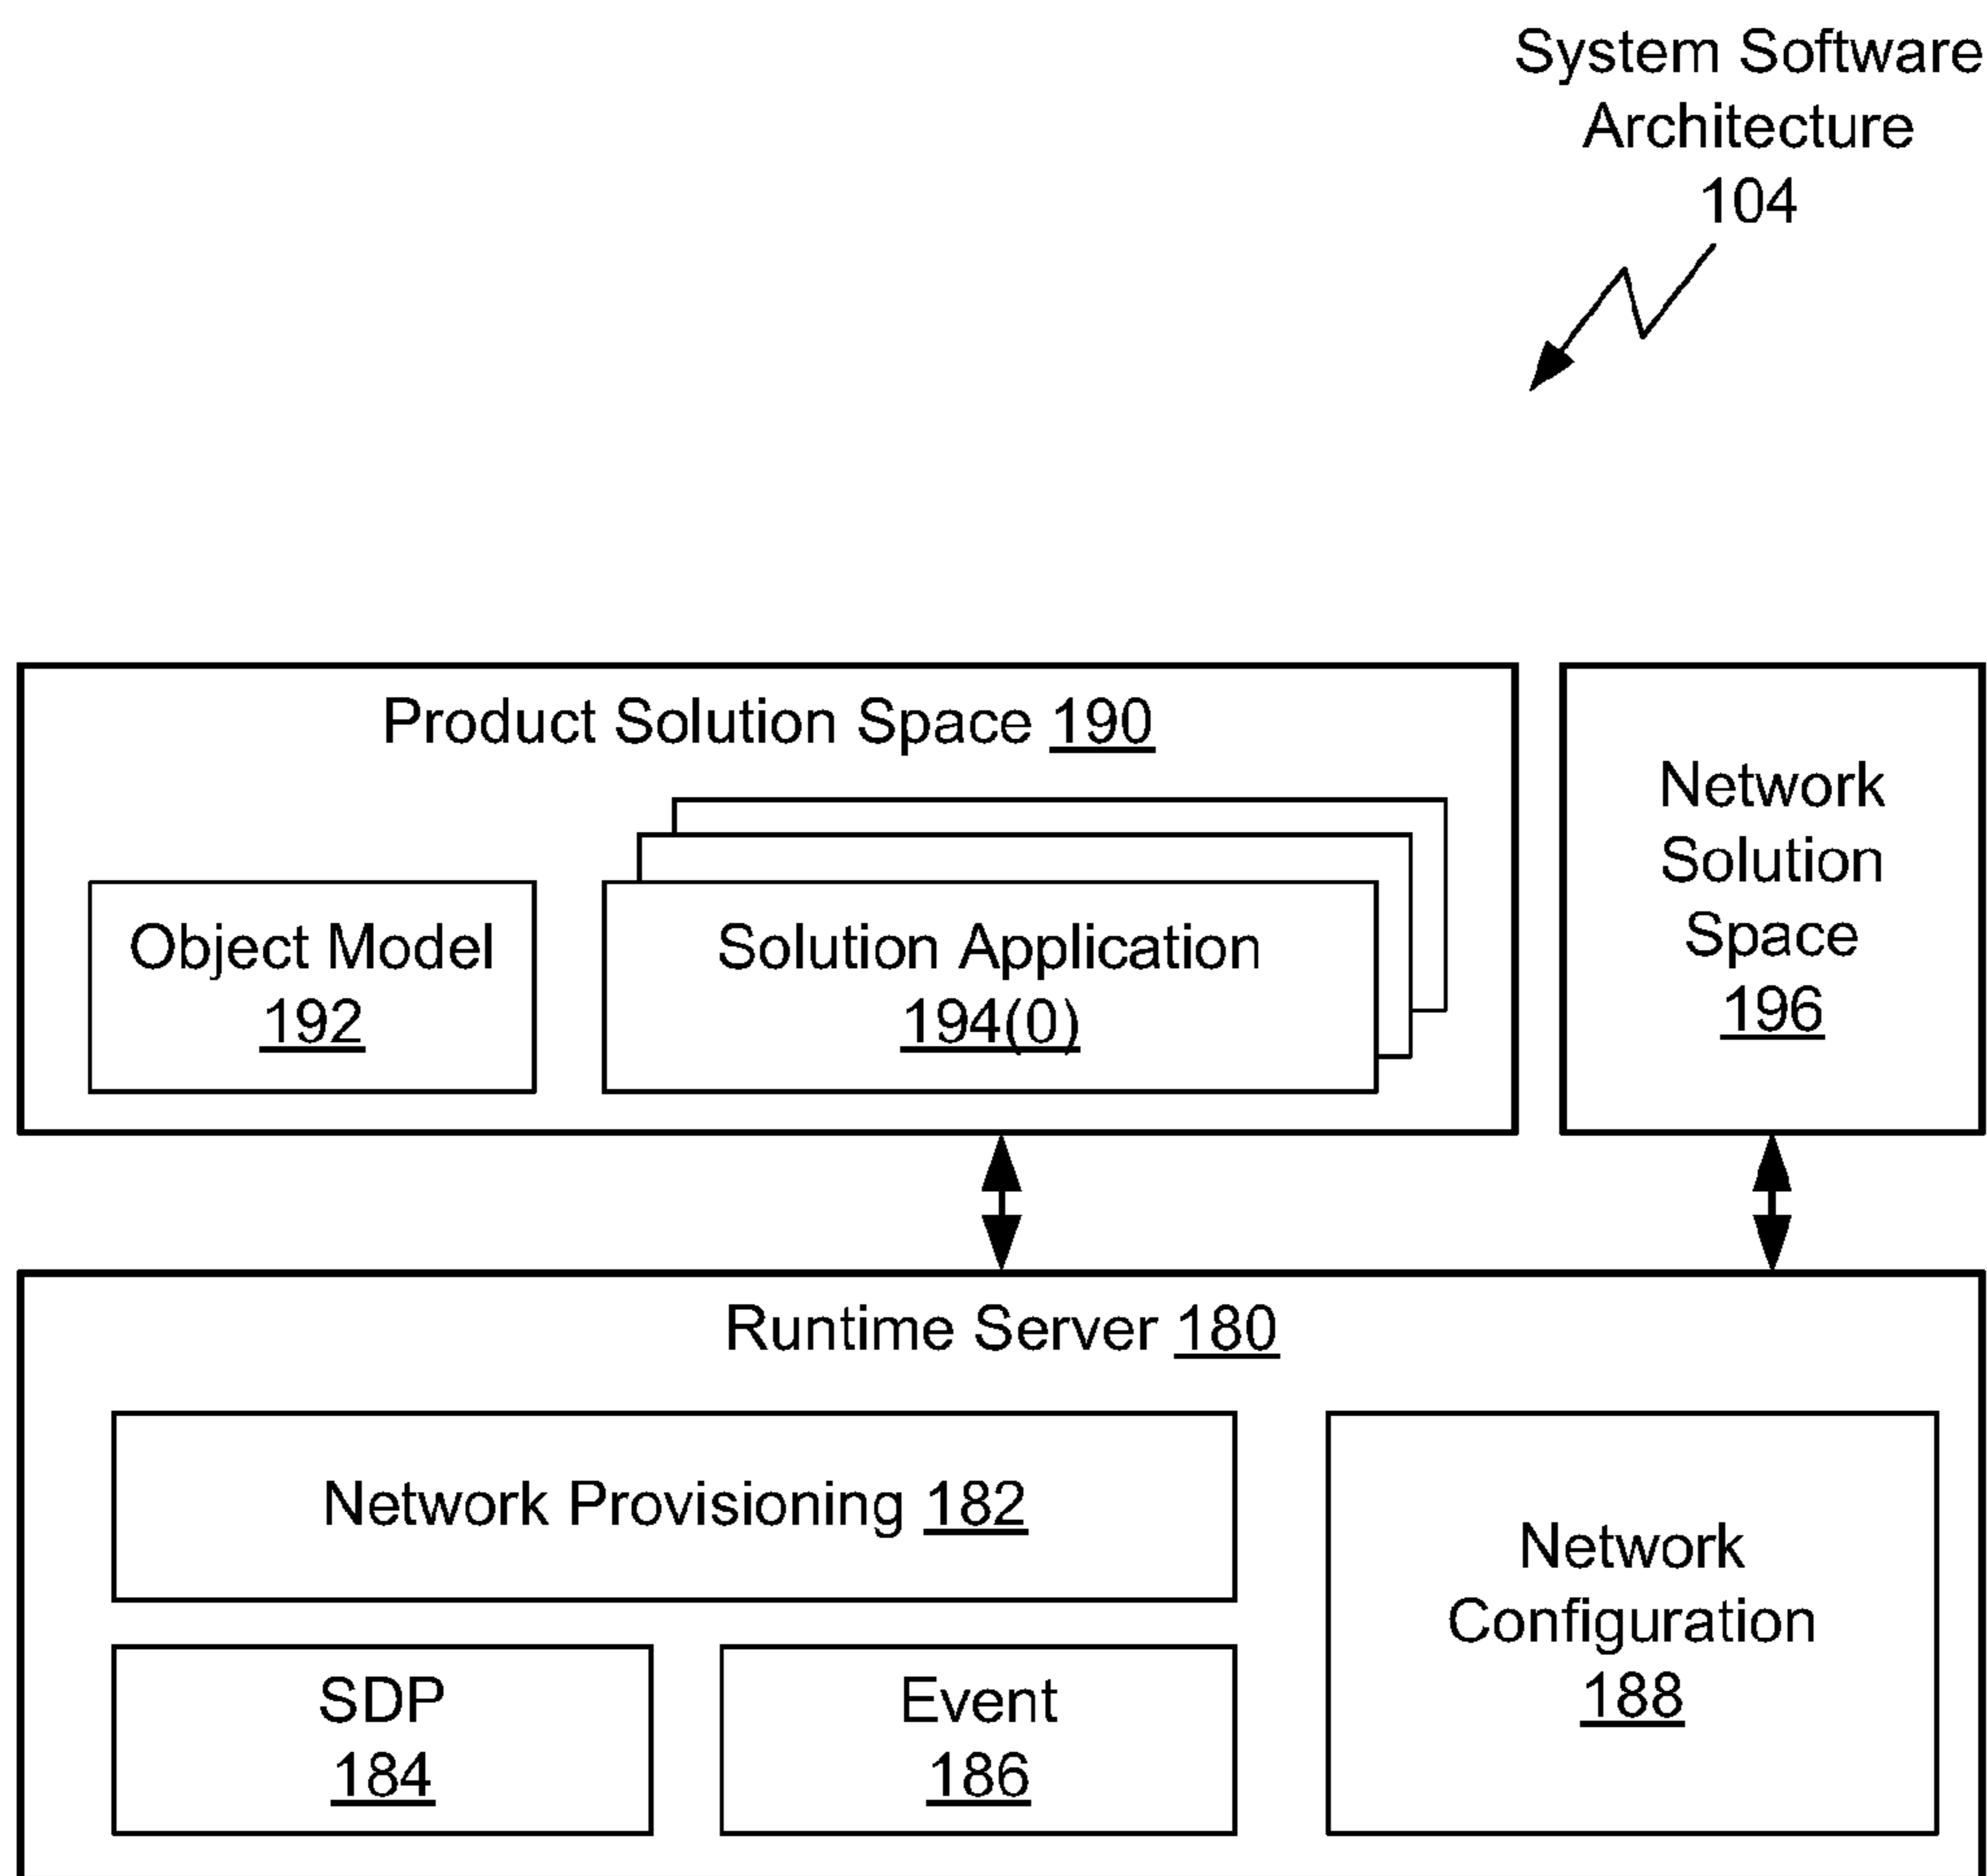 System Software
Architecture
104
Product Solution Space 190
Object Model
192
Solution Application
194(0)
Network
Solution
Space
196
Runtime Server 180
Network Provisioning 182
SDP
184
Event
186
Network
Configuration
188